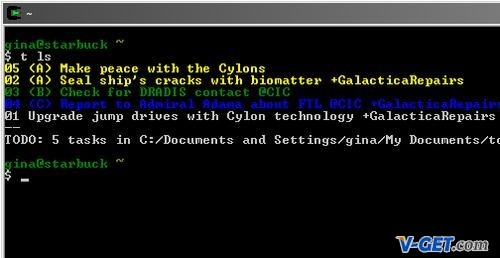 ~
gina@starbuck ~
$ t ls
05 (A) Make peace with the Cylons
02 (A) Seal ship's cracks with biomatter +GalacticaRepairs
03 (B) Check for DRADIS contact @CIC
04 (C) Report to Admiral Adama about FTL @CIC +GalacticaRepairs
01 Upgrade jump drives with Cylon technology +GalacticaRepairs
--
TODO: 5 tasks in C:/Documents and Settings/gina/My Documents/to
gina@starbuck ~
$ _
V-GET.com